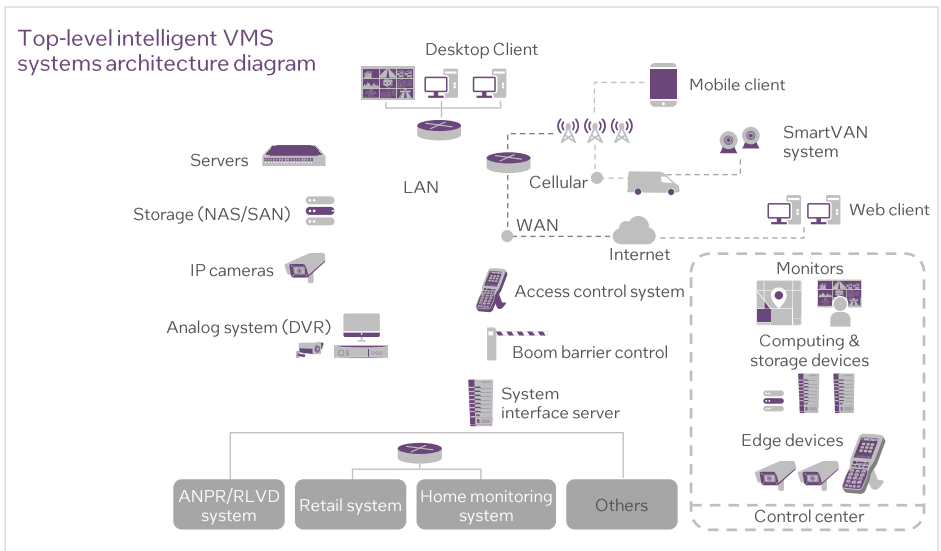 Top-level intelligent VMS
systems architecture diagram
Desktop Client
Mobile client
SmartVAN
system
Servers
LAN
Cellular
Storage (NAS/SAN)
WAN
Web client
Internet
IP cameras
Access control system
Analog system (DVR)
Boom barrier control
System
interface server
ANPR/RLVD
system
Retail system
Home monitoring
system
Others
Monitors
Computing &
storage devices
Edge devices
Control center